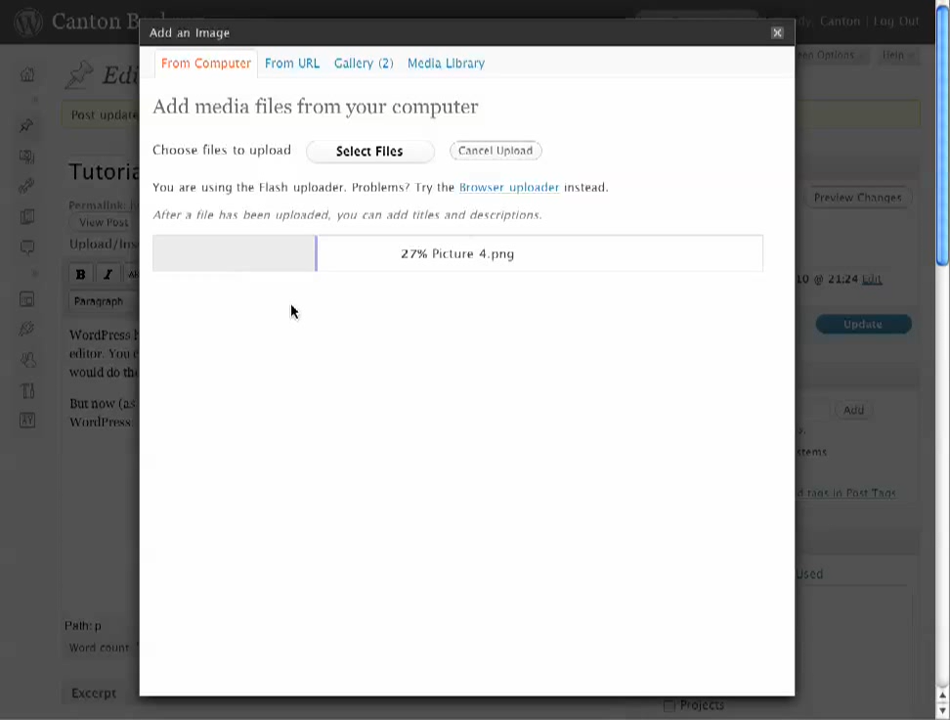 Canton B
Canton | Log Out
Add an Image
en Options
Help
From Computer From URL Gallery (2) Media Library
Edi
Add media files from your computer
Post update
Choose files to upload Select Files Cancel Upload
Tutoria
You are using the Flash uploader. Problems? Try the Browser uploader instead.
Preview Changes
Permalink:
After a file has been uploaded, you can add titles and descriptions.
View Post
Upload/Ins
27% Picture 4.png
B I
10 @ 21:24 Edit
Paragraph
Update
WordPress
editor. You
would do the
But now (as
WordPress
Add
stems
d tags in Post Tags
Used
Path: p
Word count:
Excerpt
Projects